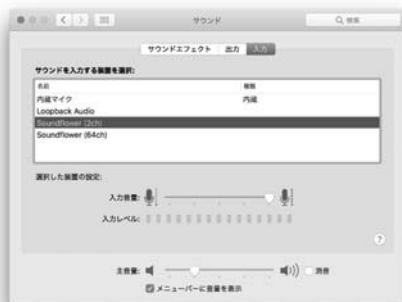 サウンド
検索
サウンドエフェクト 出力 入力
サウンドを入力する装置を選択:
名前 種類
内蔵マイク 内蔵
Loopback Audio
Soundflower (2ch)
Soundflower (64ch)
選択した装置の設定:
入力音量:
入力レベル:
?
主音量: 消音
メニューバーに音量を表示